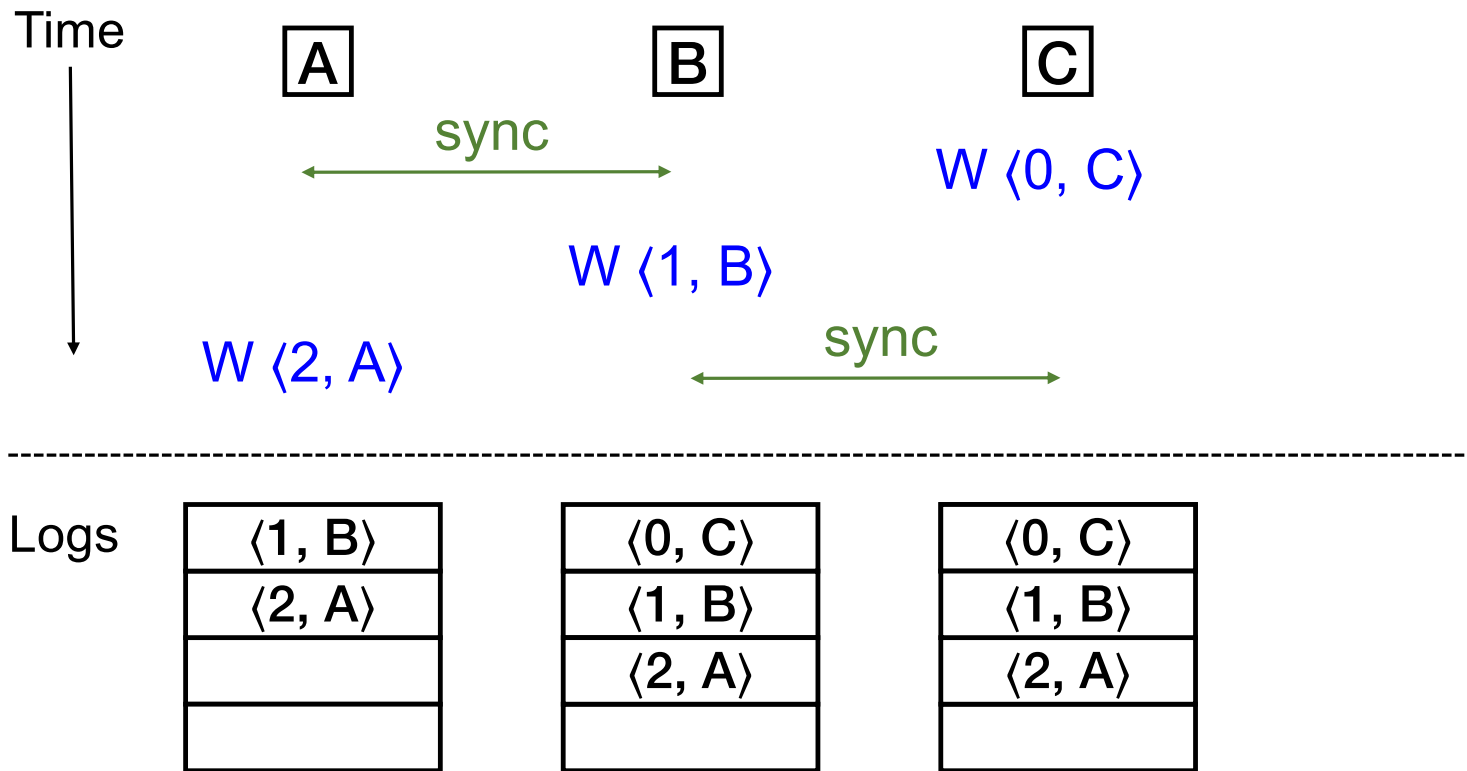 Time
A B C
sync
W ⟨0, C⟩
W ⟨1, B⟩
sync
W ⟨2, A⟩
Logs
⟨1, B⟩ ⟨0, C⟩ ⟨0, C⟩
⟨2, A⟩ ⟨1, B⟩ ⟨1, B⟩
⟨2, A⟩ ⟨2, A⟩